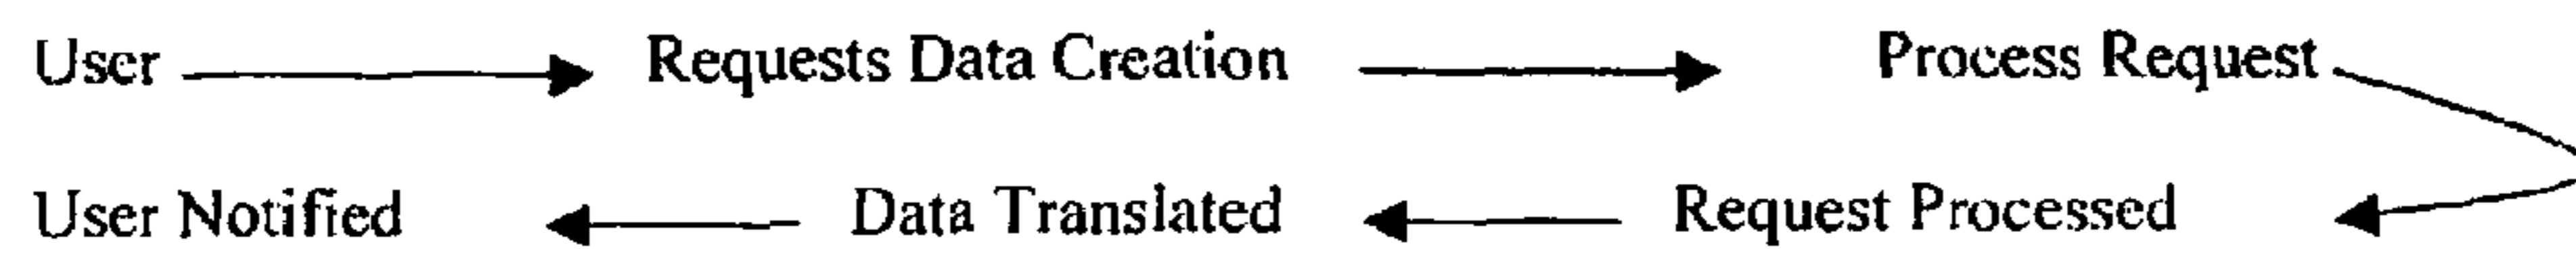 User Requests Data Creation Process Request
User Notified Data Translated Request Processed